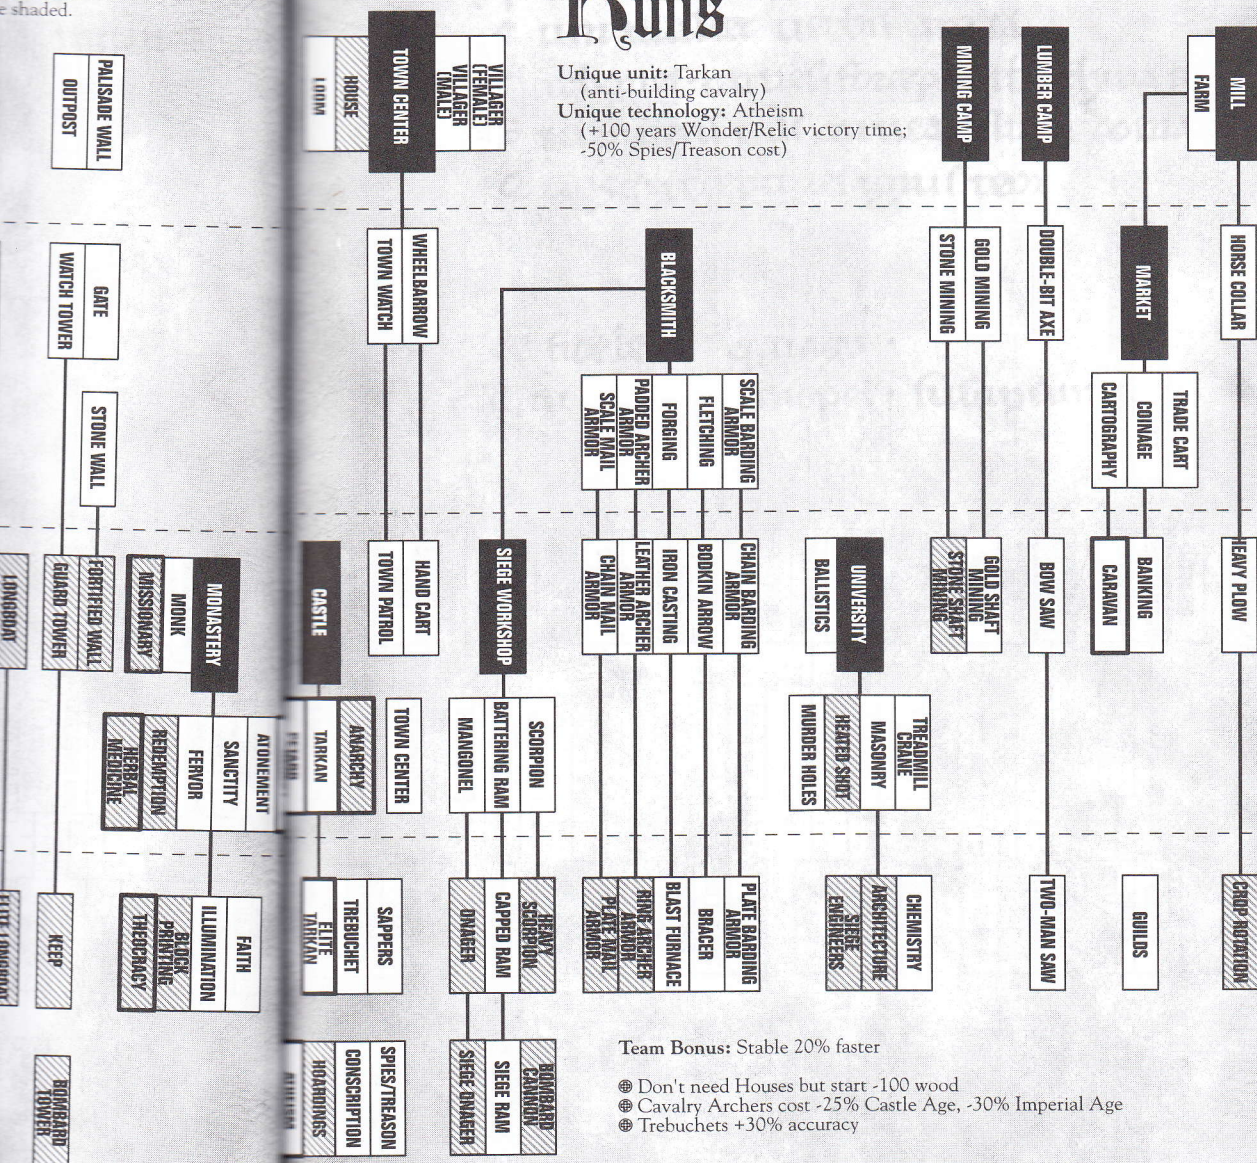 e shaded.
Huns
Unique unit: Tarkan
(anti-building cavalry)
Unique technology: Atheism
(+100 years Wonder/Relic victory time;
-50% Spies/Treason cost)
PALISADE WALL
OUTPOST
HOUSE
LOOM
TOWN CENTER
VILLAGER
(FEMALE)
VILLAGER
(MALE)
MINING CAMP
LUMBER CAMP
MILL
FARM
GATE
WATCH TOWER
STONE WALL
WHEELBARROW
TOWN WATCH
BLACKSMITH
GOLD MINING
STONE MINING
DOUBLE-BIT AXE
MARKET
HORSE COLLAR
SCALE BARDING
ARMOR
FLETCHING
FORGING
PADDED ARCHER
ARMOR
SCALE MAIL
ARMOR
TRADE CART
COINAGE
CARTOGRAPHY
LONGBOAT
FORTIFIED WALL
GUARD TOWER
MONASTERY
MONK
MISSIONARY
CASTLE
HAND CART
TOWN PATROL
SIEGE WORKSHOP
CHAIN BARDING
ARMOR
BODKIN ARROW
IRON CASTING
LEATHER ARCHER
ARMOR
CHAIN MAIL
ARMOR
UNIVERSITY
BALLISTICS
GOLD SHAFT
MINING
STONE SHAFT
MINING
BOW SAW
BANKING
CARAVAN
HEAVY PLOW
ATONEMENT
SANCTITY
FERVOR
REDEMPTION
HERBAL
MEDICINE
ANARCHY
TARKAN
TOWN CENTER
SCORPION
BATTERING RAM
MANGONEL
TREADMILL
CRANE
MASONRY
HEATED SHOT
MURDER HOLES
ELITE LONGBOAT
KEEP
FAITH
ILLUMINATION
BLOCK
PRINTING
THEOCRACY
SAPPERS
TREBUCHET
ELITE
TARKAN
HEAVY
SCORPION
CAPPED RAM
ONAGER
PLATE BARDING
ARMOR
BRACER
BLAST FURNACE
RING ARCHER
ARMOR
PLATE MAIL
ARMOR
CHEMISTRY
ARCHITECTURE
SIEGE
ENGINEERS
TWO-MAN SAW
GUILDS
CROP ROTATION
BOMBARD
TOWER
SPIES/TREASON
CONSCRIPTION
HOARDINGS
BOMBARD
CANNON
SIEGE RAM
SIEGE ONAGER
Team Bonus: Stable 20% faster
Don't need Houses but start -100 wood
Cavalry Archers cost -25% Castle Age, -30% Imperial Age
Trebuchets +30% accuracy